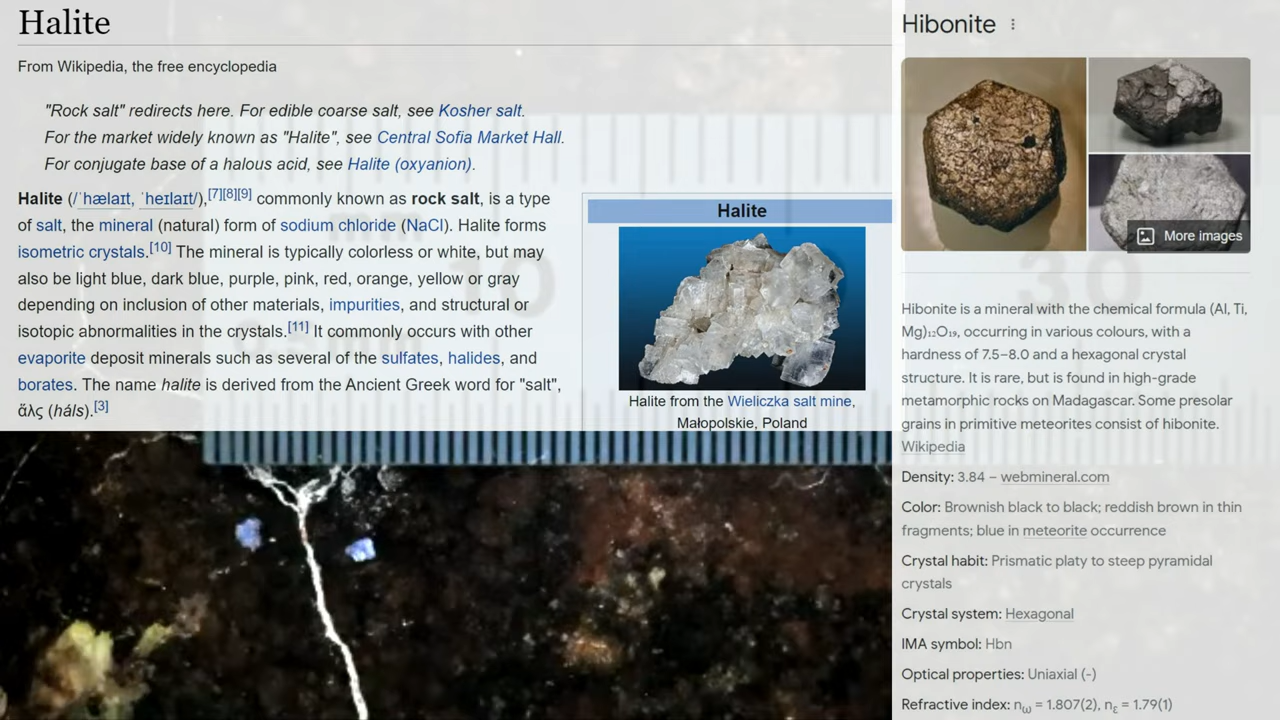 Halite
From Wikipedia, the free encyclopedia
"Rock salt" redirects here. For edible coarse salt, see Kosher salt.
For the market widely known as "Halite", see Central Sofia Market Hall.
For conjugate base of a halous acid, see Halite (oxyanion).
Halite (/ˈhælaɪt, ˈheɪlaɪt/),[7][8][9] commonly known as rock salt, is a type
of salt, the mineral (natural) form of sodium chloride (NaCl). Halite forms
isometric crystals.[10] The mineral is typically colorless or white, but may
also be light blue, dark blue, purple, pink, red, orange, yellow or gray
depending on inclusion of other materials, impurities, and structural or
isotopic abnormalities in the crystals.[11] It commonly occurs with other
evaporite deposit minerals such as several of the sulfates, halides, and
borates. The name halite is derived from the Ancient Greek word for "salt",
ἅλς (háls).[3]
Halite
Halite from the Wieliczka salt mine,
Małopolskie, Poland
mm
10
30
0.5 mm
Hibonite
More images
Hibonite is a mineral with the chemical formula (Al, Ti,
Mg)₁₂O₁₉, occurring in various colours, with a
hardness of 7.5–8.0 and a hexagonal crystal
structure. It is rare, but is found in high-grade
metamorphic rocks on Madagascar. Some presolar
grains in primitive meteorites consist of hibonite.
Wikipedia
Density: 3.84 – webmineral.com
Color: Brownish black to black; reddish brown in thin
fragments; blue in meteorite occurrence
Crystal habit: Prismatic platy to steep pyramidal
crystals
Crystal system: Hexagonal
IMA symbol: Hbn
Optical properties: Uniaxial (-)
Refractive index: nω = 1.807(2), nε = 1.79(1)